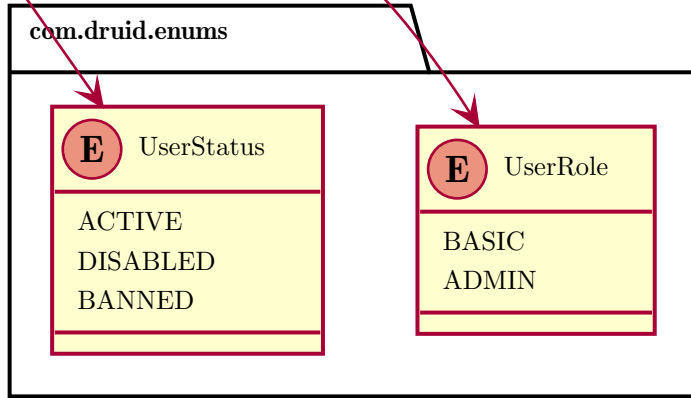 com.druid.enums
E UserStatus
ACTIVE
DISABLED
BANNED
E UserRole
BASIC
ADMIN